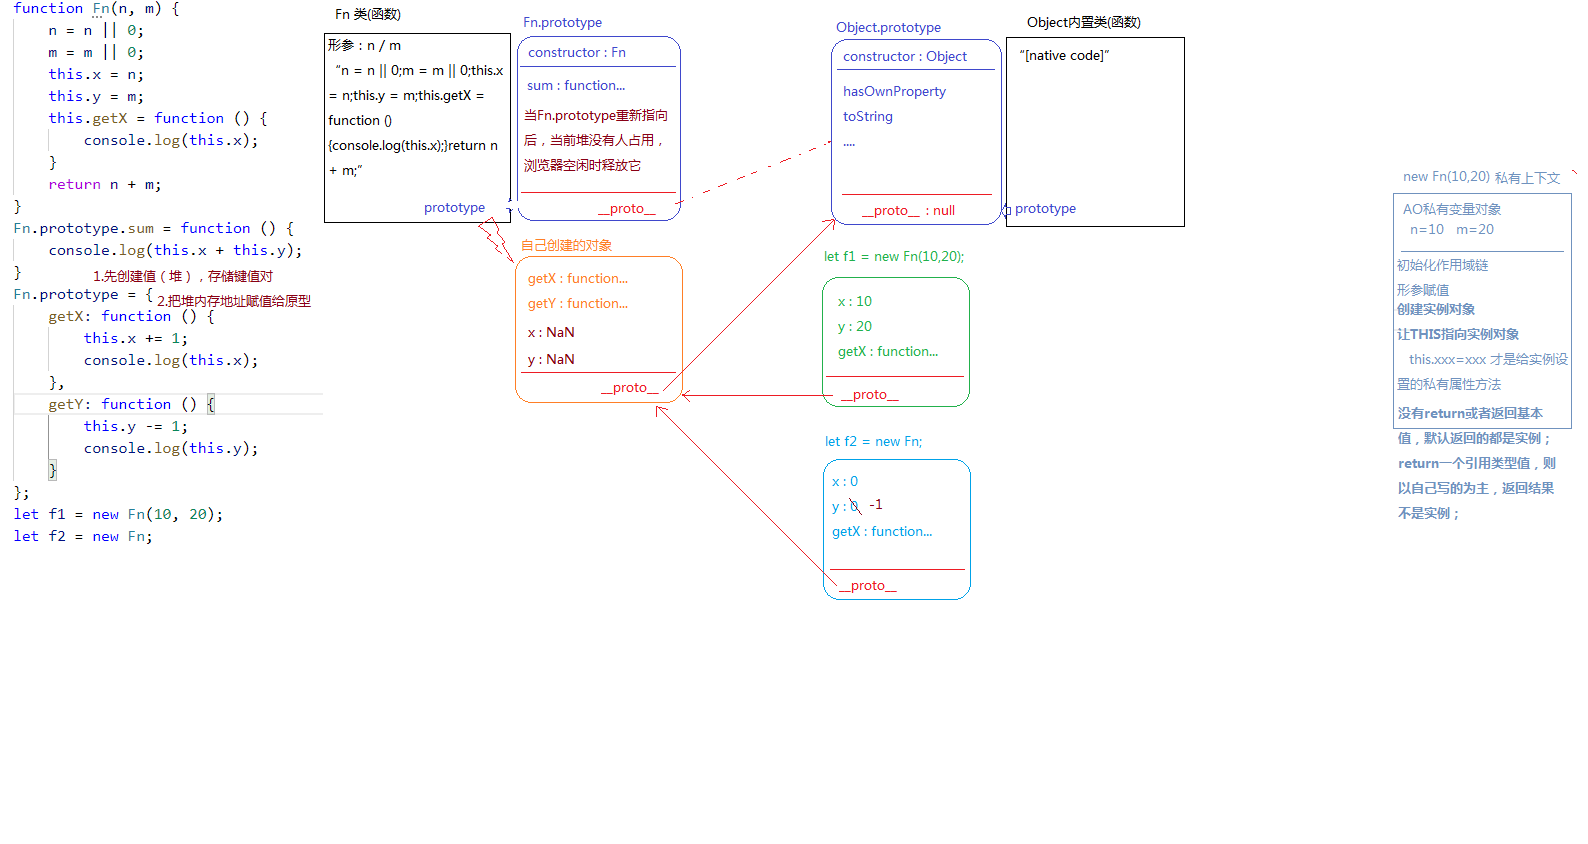 function Fn(n, m) {
    n = n || 0;
    m = m || 0;
    this.x = n;
    this.y = m;
    this.getX = function () {
        console.log(this.x);
    }
    return n + m;
}
Fn.prototype.sum = function () {
    console.log(this.x + this.y);
}
1.先创建值（堆），存储键值对
Fn.prototype = {
2.把堆内存地址赋值给原型
    getX: function () {
        this.x += 1;
        console.log(this.x);
    },
    getY: function () {
        this.y -= 1;
        console.log(this.y);
    }
};
let f1 = new Fn(10, 20);
let f2 = new Fn;
Fn 类(函数)
形参：n / m
“n = n || 0;m = m || 0;this.x
= n;this.y = m;this.getX =
function ()
{console.log(this.x);}return n
+ m;”
prototype
Fn.prototype
constructor : Fn
sum : function...
当Fn.prototype重新指向
后，当前堆没有人占用，
浏览器空闲时释放它
__proto__
自己创建的对象
getX : function...
getY : function...
x : NaN
y : NaN
__proto__
Object.prototype
constructor : Object
hasOwnProperty
toString
....
__proto__ : null
Object内置类(函数)
“[native code]”
prototype
let f1 = new Fn(10,20);
x : 10
y : 20
getX : function...
__proto__
let f2 = new Fn;
x : 0
y : 0 -1
getX : function...
__proto__
new Fn(10,20) 私有上下文
AO私有变量对象
n=10 m=20
初始化作用域链
形参赋值
创建实例对象
让THIS指向实例对象
this.xxx=xxx 才是给实例设
置的私有属性方法
没有return或者返回基本
值，默认返回的都是实例；
return一个引用类型值，则
以自己写的为主，返回结果
不是实例；